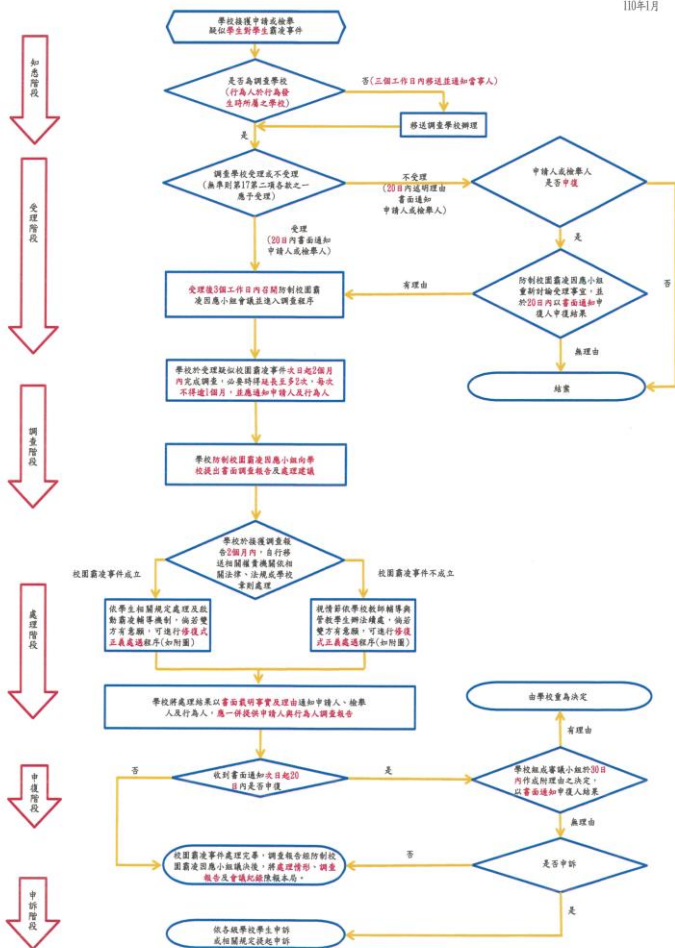 110年1月
學校接獲申請或檢舉
疑似學生對學生霸凌事件
知悉階段
是否為調查學校
(行為人於行為發
生時所屬之學校)
否(三個工作日內移送並通知當事人)
移送調查學校辦理
是
受理階段
調查學校受理或不受理
(無準則第17第二項各款之一
應予受理)
不受理
(20日內述明理由
書面通知
申請人或檢舉人)
申請人或檢舉人
是否申復
受理
(20日內書面通知
申請人或檢舉人)
是
否
受理後3個工作日內召開防制校園霸
凌因應小組會議並進入調查程序
有理由
防制校園霸凌因應小組
重新討論受理事宜，並
於20日內以書面通知申
復人申復結果
無理由
結案
學校於受理疑似校園霸凌事件次日起2個月
內完成調查，必要時得延長至多2次，每次
不得逾1個月，並應通知申請人及行為人
調查階段
學校防制校園霸凌因應小組向學
校提出書面調查報告及處理建議
學校於接獲調查報
告2個月內，自行移
送相關權責機關依相
關法律、法規或學校
章則處理
校園霸凌事件成立
校園霸凌事件不成立
處理階段
依學生相關規定處理及啟
動霸凌輔導機制，倘若雙
方有意願，可進行修復式
正義處遇程序(如附圖)
視情節依學校教師輔導與
管教學生辦法續處，倘若
雙方有意願，可進行修復
式正義處遇程序(如附圖)
學校將處理結果以書面載明事實及理由通知申請人、檢舉
人及行為人，應一併提供申請人與行為人調查報告
由學校重為決定
有理由
申復階段
否
收到書面通知次日起20
日內是否申復
是
學校組成審議小組於30日
內作成附理由之決定，
以書面通知申復人結果
無理由
校園霸凌事件處理完畢，調查報告經防制校
園霸凌因應小組議決後，將處理情形、調查
報告及會議紀錄陳報本局。
否
是否申訴
是
申訴階段
依各級學校學生申訴
或相關規定提起申訴